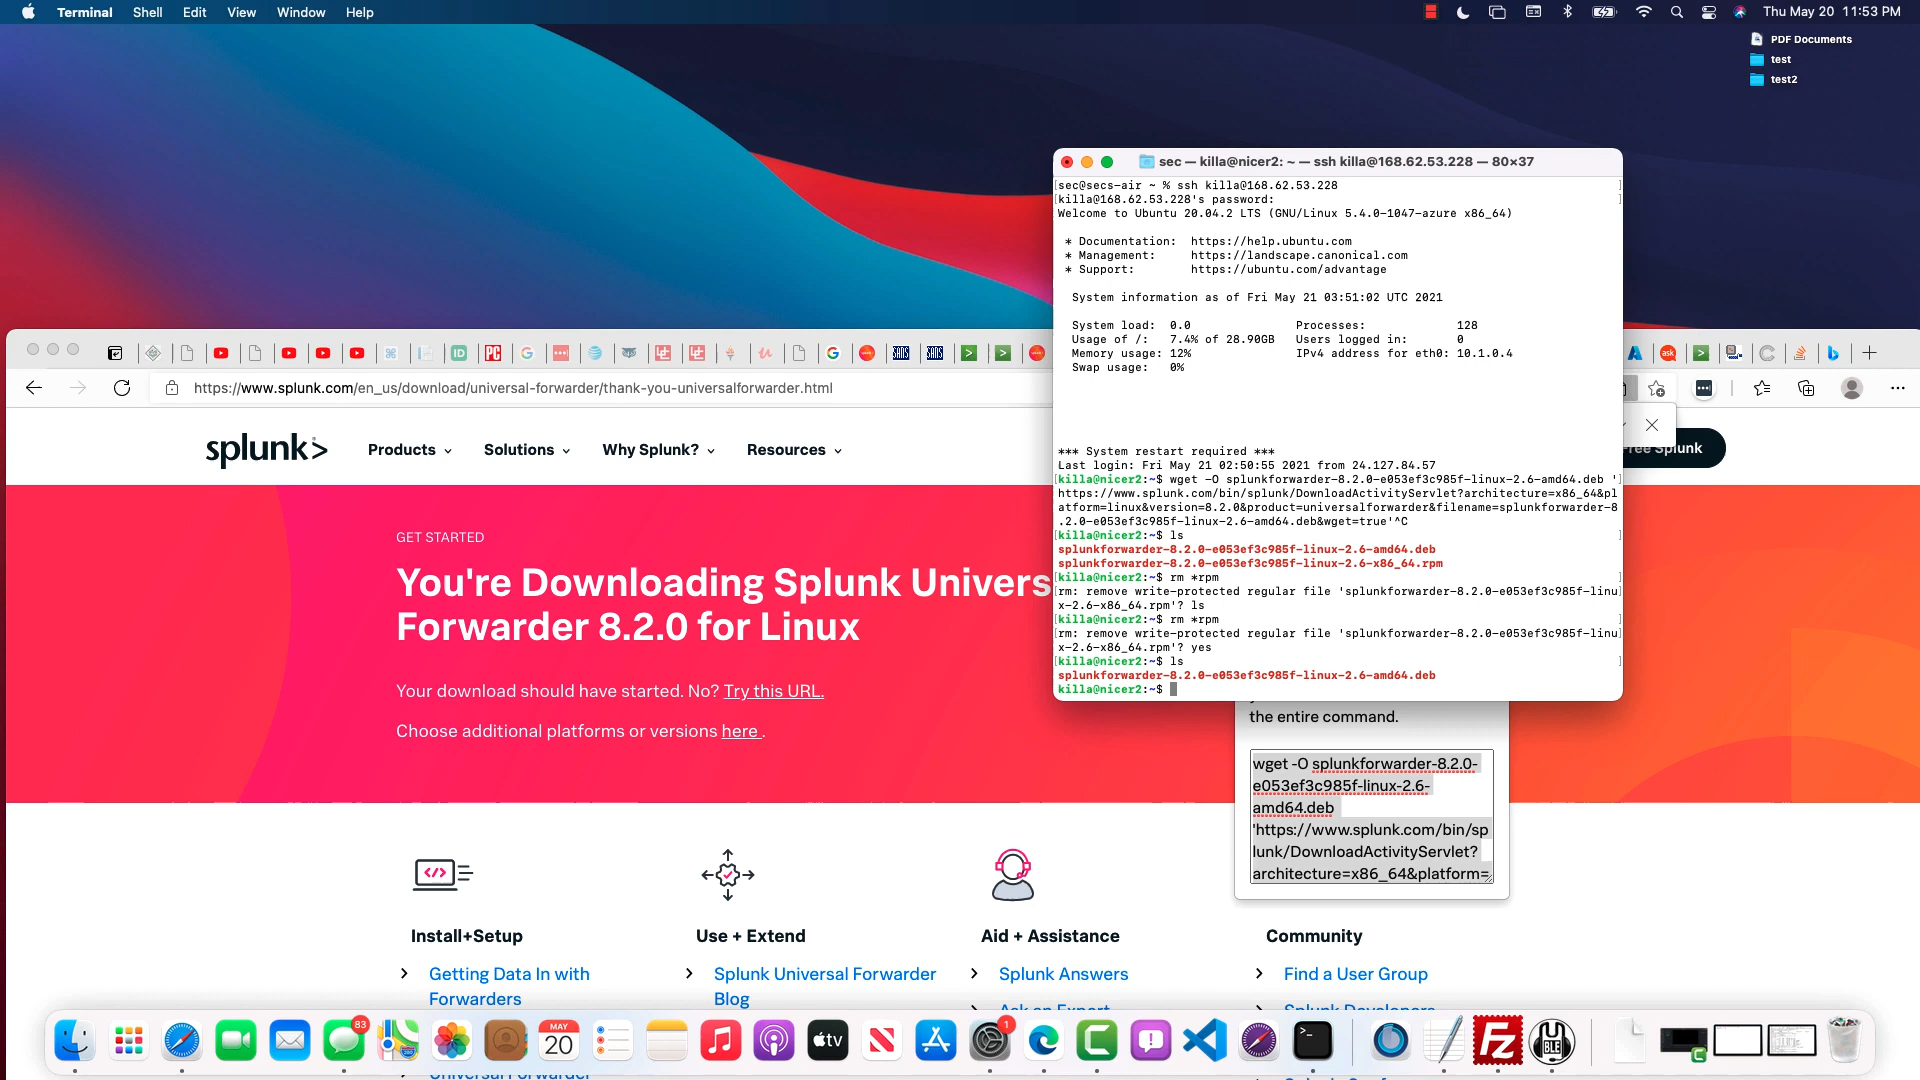 Terminal Shell Edit View Window Help
Thu May 20 11:53 PM
PDF Documents
test
test2
sec — killa@nicer2: ~ — ssh killa@168.62.53.228 — 80×37
[sec@secs-air ~ % ssh killa@168.62.53.228 ]
[killa@168.62.53.228's password: ]
Welcome to Ubuntu 20.04.2 LTS (GNU/Linux 5.4.0-1047-azure x86_64)
* Documentation: https://help.ubuntu.com
* Management: https://landscape.canonical.com
* Support: https://ubuntu.com/advantage
System information as of Fri May 21 03:51:02 UTC 2021
System load: 0.0 Processes: 128
Usage of /: 7.4% of 28.90GB Users logged in: 0
Memory usage: 12% IPv4 address for eth0: 10.1.0.4
Swap usage: 0%
*** System restart required ***
Last login: Fri May 21 02:50:55 2021 from 24.127.84.57
[killa@nicer2:~$ wget -O splunkforwarder-8.2.0-e053ef3c985f-linux-2.6-amd64.deb ']
https://www.splunk.com/bin/splunk/DownloadActivityServlet?architecture=x86_64&pl
atform=linux&version=8.2.0&product=universalforwarder&filename=splunkforwarder-8
.2.0-e053ef3c985f-linux-2.6-amd64.deb&wget=true'^C
[killa@nicer2:~$ ls ]
splunkforwarder-8.2.0-e053ef3c985f-linux-2.6-amd64.deb
splunkforwarder-8.2.0-e053ef3c985f-linux-2.6-x86_64.rpm
[killa@nicer2:~$ rm *rpm ]
[rm: remove write-protected regular file 'splunkforwarder-8.2.0-e053ef3c985f-linu]
x-2.6-x86_64.rpm'? ls
[killa@nicer2:~$ rm *rpm ]
[rm: remove write-protected regular file 'splunkforwarder-8.2.0-e053ef3c985f-linu]
x-2.6-x86_64.rpm'? yes
[killa@nicer2:~$ ls ]
splunkforwarder-8.2.0-e053ef3c985f-linux-2.6-amd64.deb
killa@nicer2:~$
https://www.splunk.com/en_us/download/universal-forwarder/thank-you-universalforwarder.html
splunk> Products Solutions Why Splunk? Resources
Free Splunk
GET STARTED
You're Downloading Splunk Univers
Forwarder 8.2.0 for Linux
Your download should have started. No? Try this URL.
Choose additional platforms or versions here .
the entire command.
wget -O splunkforwarder-8.2.0-
e053ef3c985f-linux-2.6-
amd64.deb
'https://www.splunk.com/bin/sp
lunk/DownloadActivityServlet?
architecture=x86_64&platform=
Install+Setup
Getting Data In with
Forwarders
Universal Forwarder
Use + Extend
Splunk Universal Forwarder
Blog
Aid + Assistance
Splunk Answers
Ask an Expert
Community
Find a User Group
Splunk Developers
83
MAY
20
tv
1
BLE